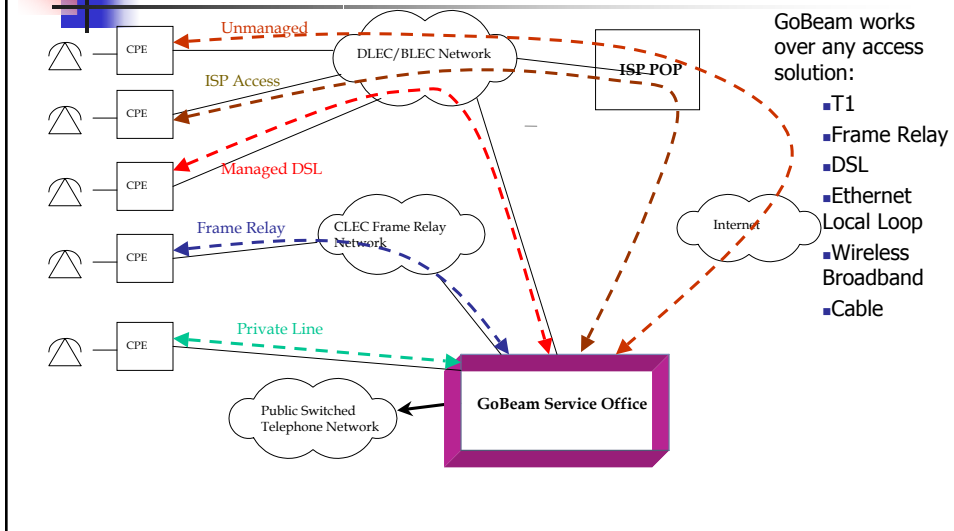 Unmanaged
CPE
DLEC/BLEC Network
ISP POP
ISP Access
CPE
Managed DSL
CPE
Frame Relay
CLEC Frame Relay
Network
Internet
CPE
Private Line
CPE
GoBeam Service Office
Public Switched
Telephone Network
GoBeam works
over any access
solution:
▪T1
▪Frame Relay
▪DSL
▪Ethernet
Local Loop
▪Wireless
Broadband
▪Cable